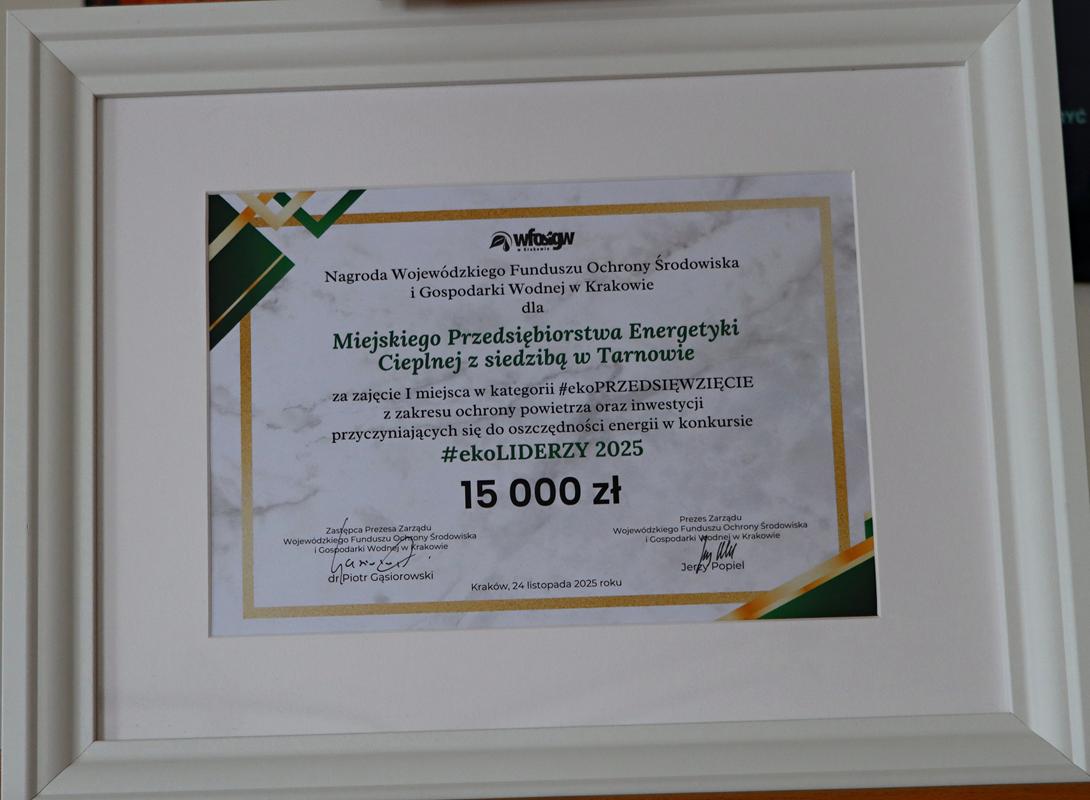 wfośigw
w Krakowie
Nagroda Wojewódzkiego Funduszu Ochrony Środowiska
i Gospodarki Wodnej w Krakowie
dla
Miejskiego Przedsiębiorstwa Energetyki
Cieplnej z siedzibą w Tarnowie
za zajęcie I miejsca w kategorii #ekoPRZEDSIĘWZIĘCIE
z zakresu ochrony powietrza oraz inwestycji
przyczyniających się do oszczędności energii w konkursie
#ekoLIDERZY 2025
15 000 zł
Zastępca Prezesa Zarządu
Wojewódzkiego Funduszu Ochrony Środowiska
i Gospodarki Wodnej w Krakowie
dr Piotr Gąsiorowski
Prezes Zarządu
Wojewódzkiego Funduszu Ochrony Środowiska
i Gospodarki Wodnej w Krakowie
Jerzy Popiel
Kraków, 24 listopada 2025 roku